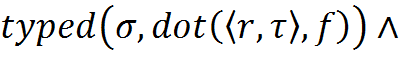 typed(σ, dot(⟨r, τ⟩, f)) ∧